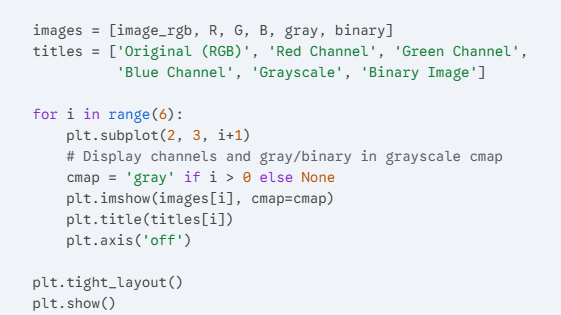 images = [image_rgb, R, G, B, gray, binary]
titles = ['Original (RGB)', 'Red Channel', 'Green Channel',
          'Blue Channel', 'Grayscale', 'Binary Image']

for i in range(6):
    plt.subplot(2, 3, i+1)
    # Display channels and gray/binary in grayscale cmap
    cmap = 'gray' if i > 0 else None
    plt.imshow(images[i], cmap=cmap)
    plt.title(titles[i])
    plt.axis('off')

plt.tight_layout()
plt.show()